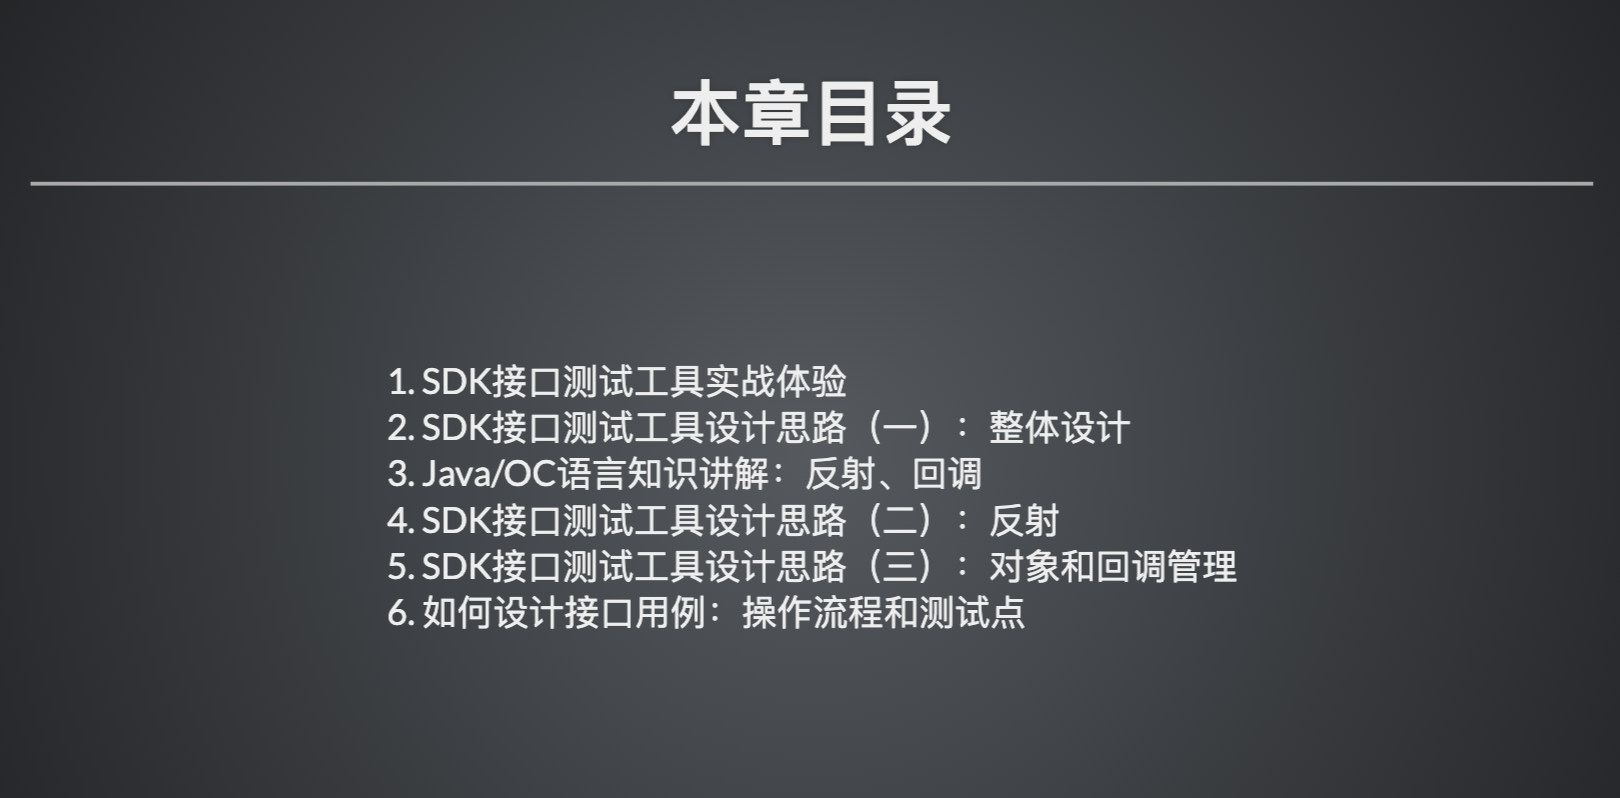 本章目录
1. SDK接口测试工具实战体验
2. SDK接口测试工具设计思路（一）：整体设计
3. Java/OC语言知识讲解：反射、回调
4. SDK接口测试工具设计思路（二）：反射
5. SDK接口测试工具设计思路（三）：对象和回调管理
6. 如何设计接口用例：操作流程和测试点